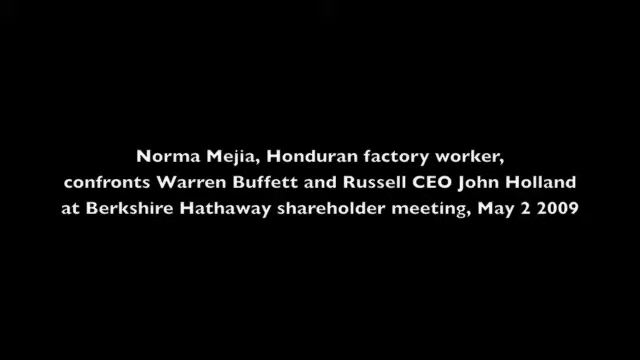 Norma Mejia, Honduran factory worker,
confronts Warren Buffett and Russell CEO John Holland
at Berkshire Hathaway shareholder meeting, May 2 2009